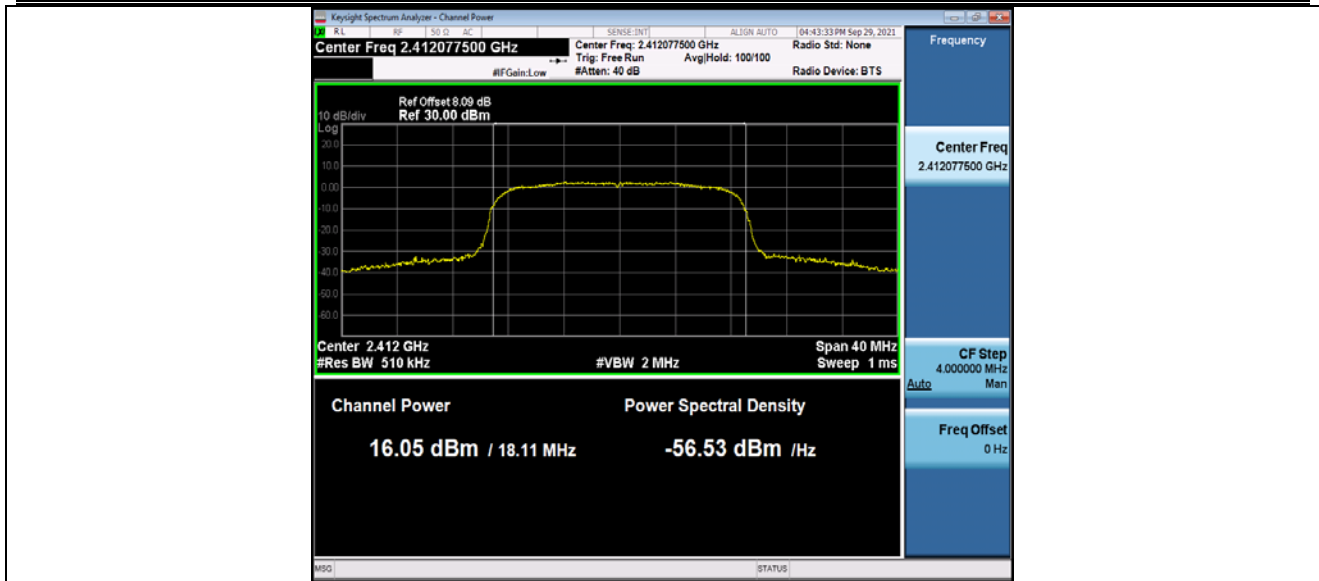 Keysight Spectrum Analyzer - Channel Power
RL RF 50 Ω AC SENSE:INT ALIGN AUTO 04:43:33 PM Sep 29, 2021
Center Freq 2.412077500 GHz
Center Freq: 2.412077500 GHz Radio Std: None
Trig: Free Run Avg|Hold: 100/100
#IFGain:Low #Atten: 40 dB Radio Device: BTS
Frequency
Ref Offset 8.09 dB
10 dB/div Ref 30.00 dBm
Log
20.0
10.0
0.00
-10.0
-20.0
-30.0
-40.0
-50.0
-60.0
Center 2.412 GHz Span 40 MHz
#Res BW 510 kHz #VBW 2 MHz Sweep 1 ms
Center Freq
2.412077500 GHz
CF Step
4.000000 MHz
Auto Man
Freq Offset
0 Hz
Channel Power Power Spectral Density
16.05 dBm / 18.11 MHz -56.53 dBm /Hz
MSG STATUS